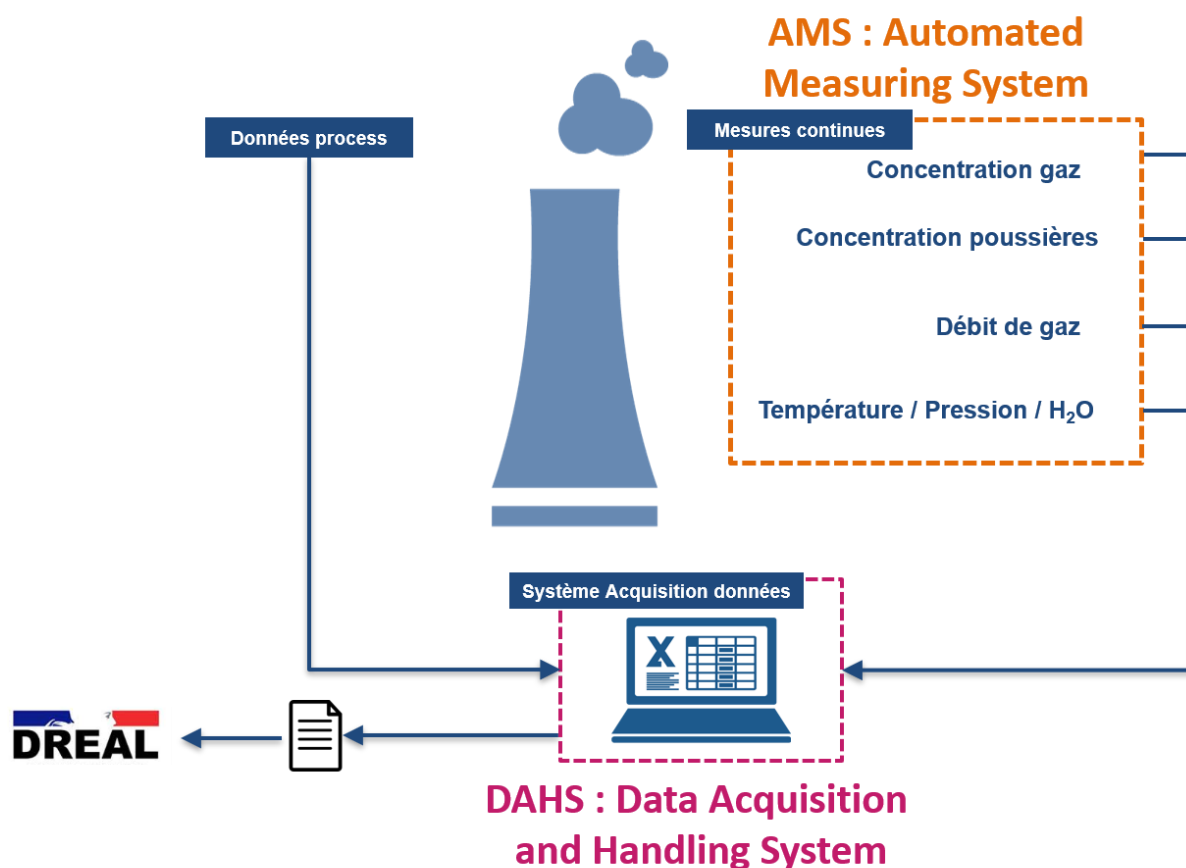 AMS : Automated
Measuring System
Données process
Mesures continues
Concentration gaz
Concentration poussières
Débit de gaz
Température / Pression / H₂O
Système Acquisition données
X
DREAL
DAHS : Data Acquisition
and Handling System